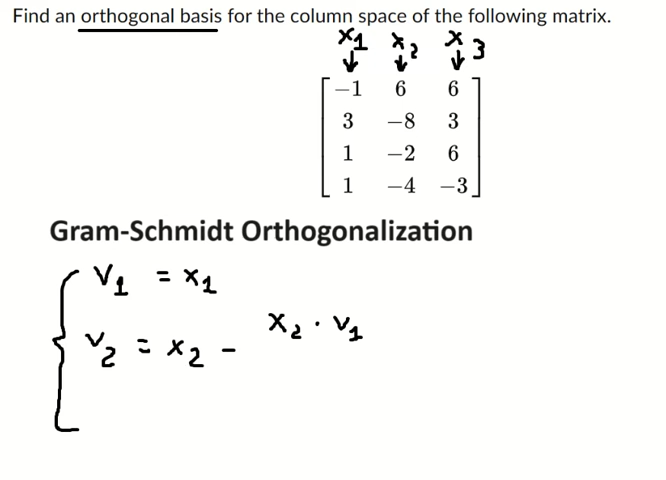 Find an orthogonal basis for the column space of the following matrix.
x1 x2 x3
↓ ↓ ↓
−1 6 6
3 −8 3
1 −2 6
1 −4 −3
Gram-Schmidt Orthogonalization
v1 = x1
v2 = x2 - x2 · v1